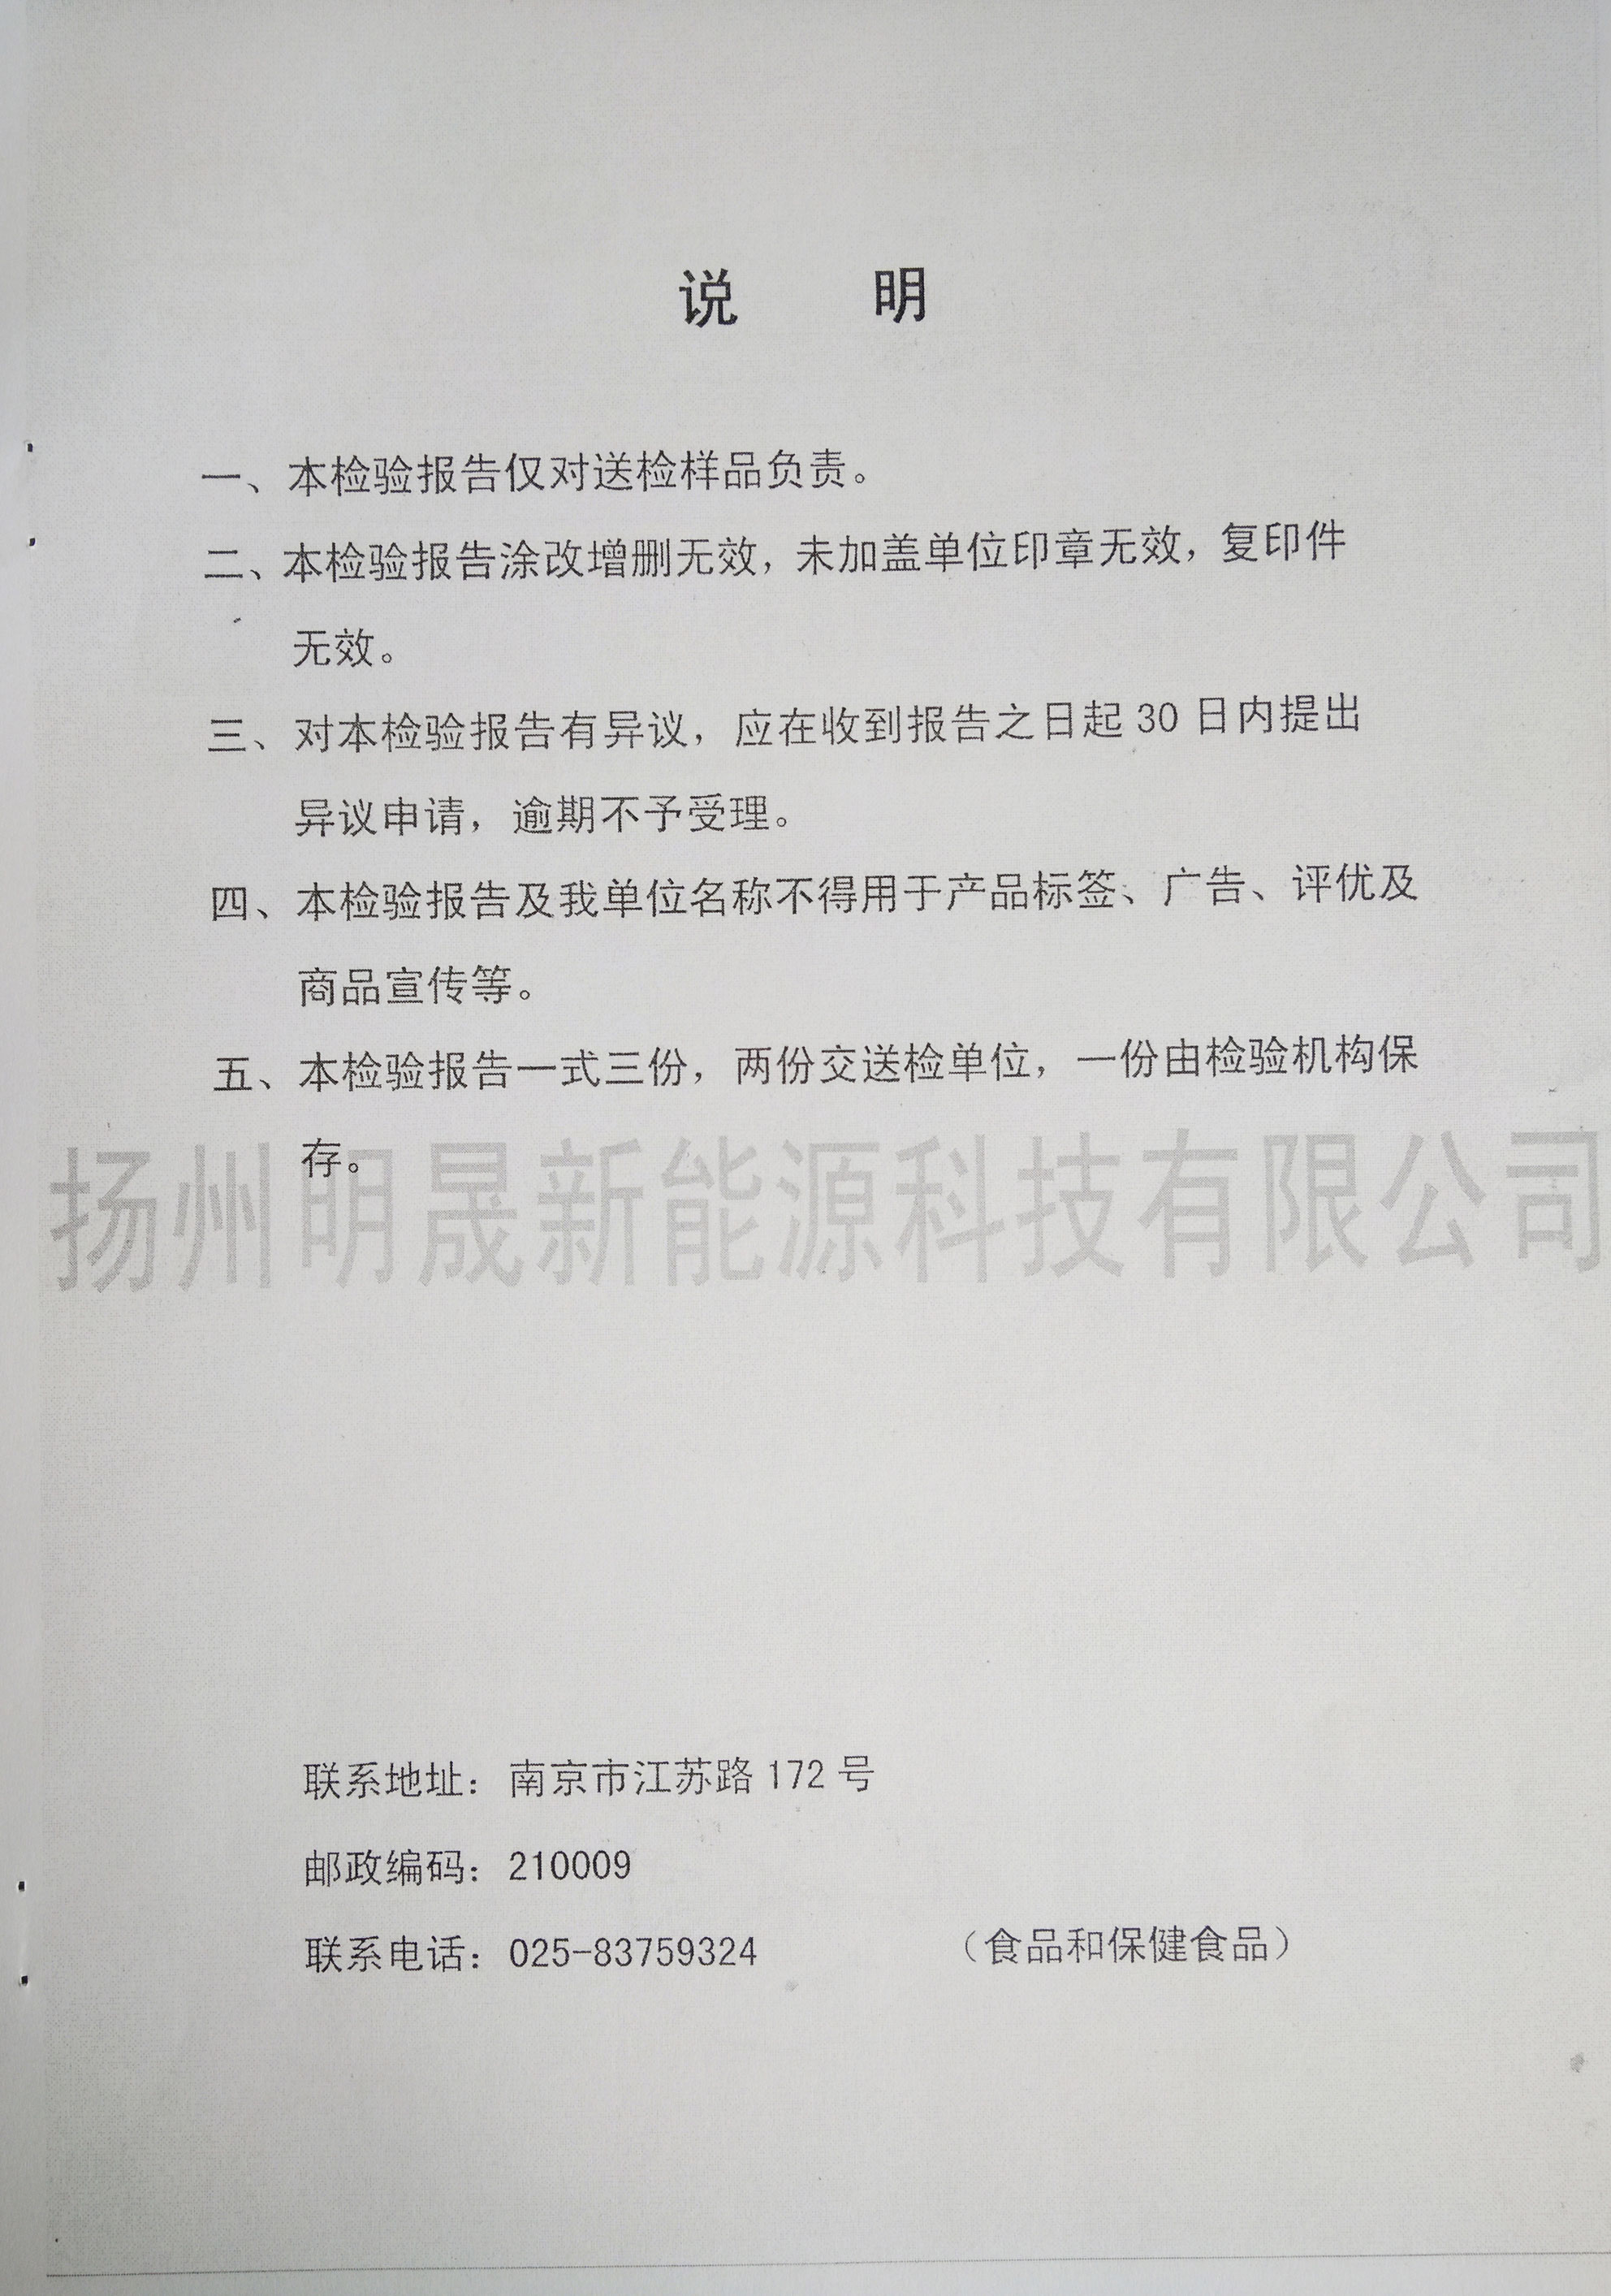 说 明
一、本检验报告仅对送检样品负责。
二、本检验报告涂改增删无效，未加盖单位印章无效，复印件
无效。
三、对本检验报告有异议，应在收到报告之日起 30 日内提出
异议申请，逾期不予受理。
四、本检验报告及我单位名称不得用于产品标签、广告、评优及
商品宣传等。
五、本检验报告一式三份，两份交送检单位，一份由检验机构保
存。
扬州明晟新能源科技有限公司
联系地址：南京市江苏路 172 号
邮政编码：210009
联系电话：025-83759324 （食品和保健食品）